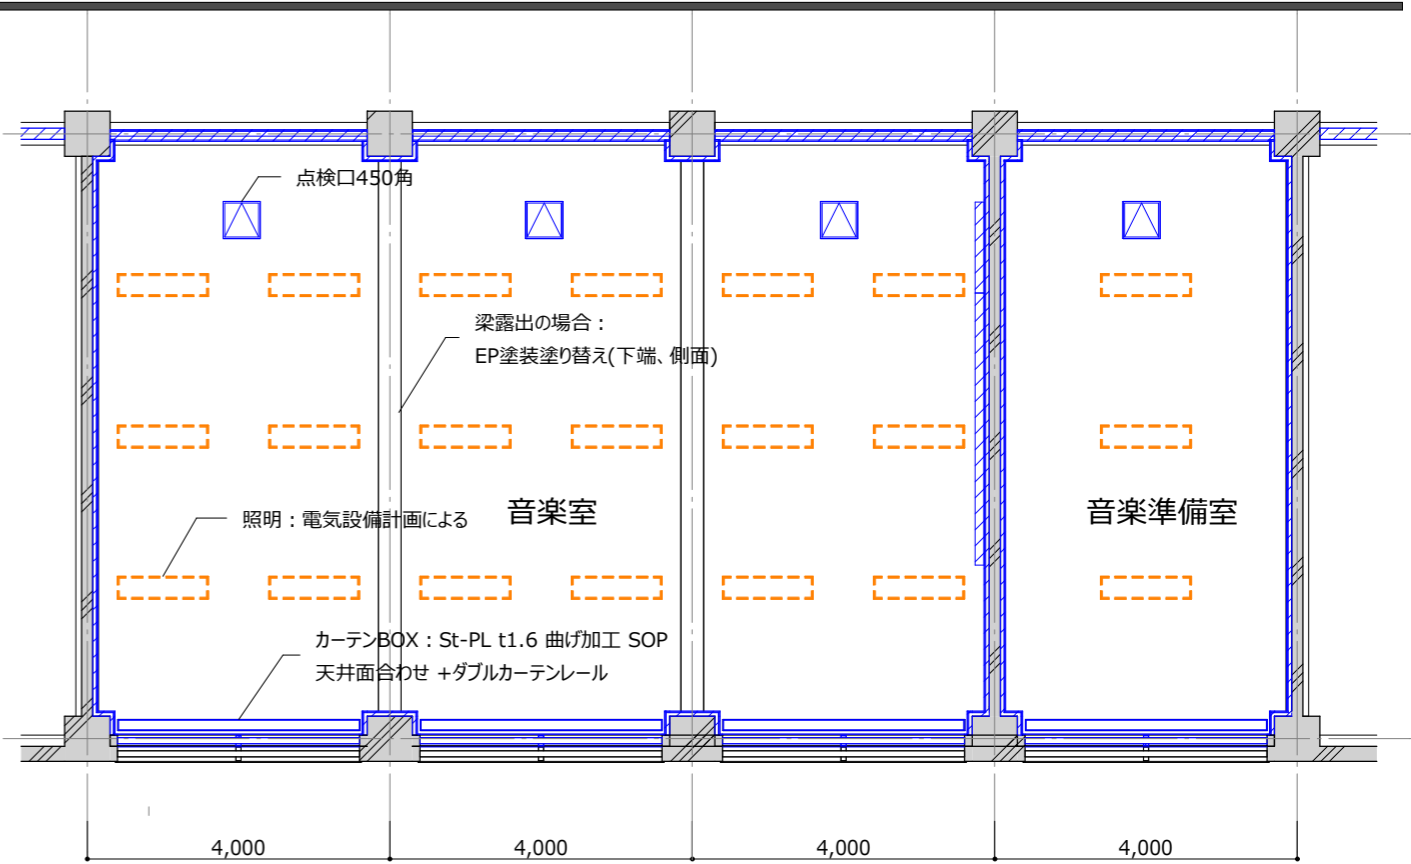 点検口450角
梁露出の場合：
EP塗装塗り替え(下端、側面)
音楽室
音楽準備室
照明：電気設備計画による
カーテンBOX：St-PL t1.6 曲げ加工 SOP
天井面合わせ +ダブルカーテンレール
4,000
4,000
4,000
4,000